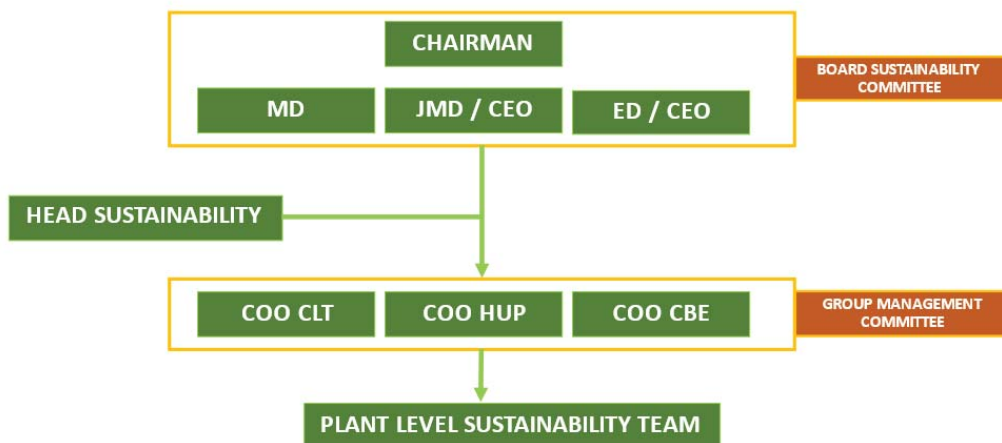 CHAIRMAN
BOARD SUSTAINABILITY
COMMITTEE
MD
JMD / CEO
ED / CEO
HEAD SUSTAINABILITY
COO CLT
COO HUP
COO CBE
GROUP MANAGEMENT
COMMITTEE
PLANT LEVEL SUSTAINABILITY TEAM